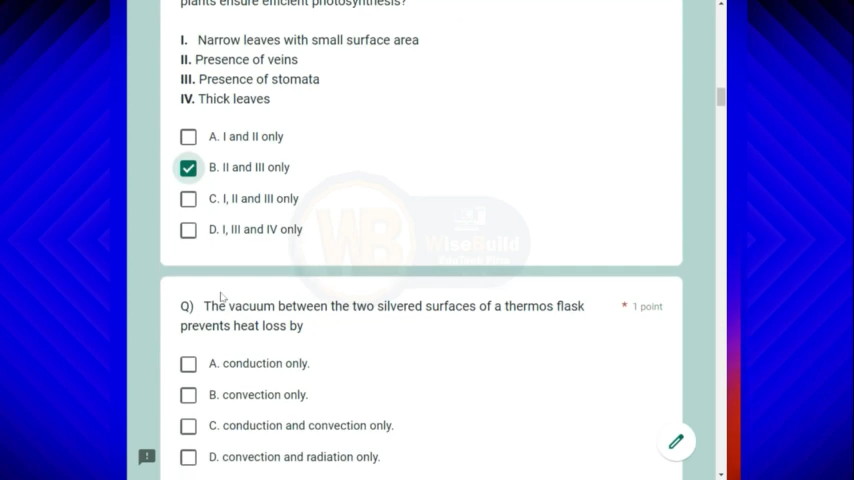 plants ensure efficient photosynthesis?
I. Narrow leaves with small surface area
II. Presence of veins
III. Presence of stomata
IV. Thick leaves
A. I and II only
B. II and III only
C. I, II and III only
D. I, III and IV only
WB
WiseBuild
EduTech Firm
Q) The vacuum between the two silvered surfaces of a thermos flask
prevents heat loss by
* 1 point
A. conduction only.
B. convection only.
C. conduction and convection only.
D. convection and radiation only.